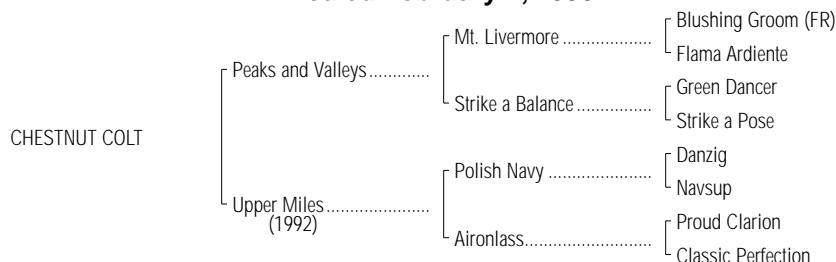 Blushing Groom (FR)
Mt. Livermore ..................
Flama Ardiente
Peaks and Valleys.............
Green Dancer
Strike a Balance ................
Strike a Pose
CHESTNUT COLT
Danzig
Polish Navy ......................
Navsup
Upper Miles......................
(1992)
Proud Clarion
Aironlass...........................
Classic Perfection